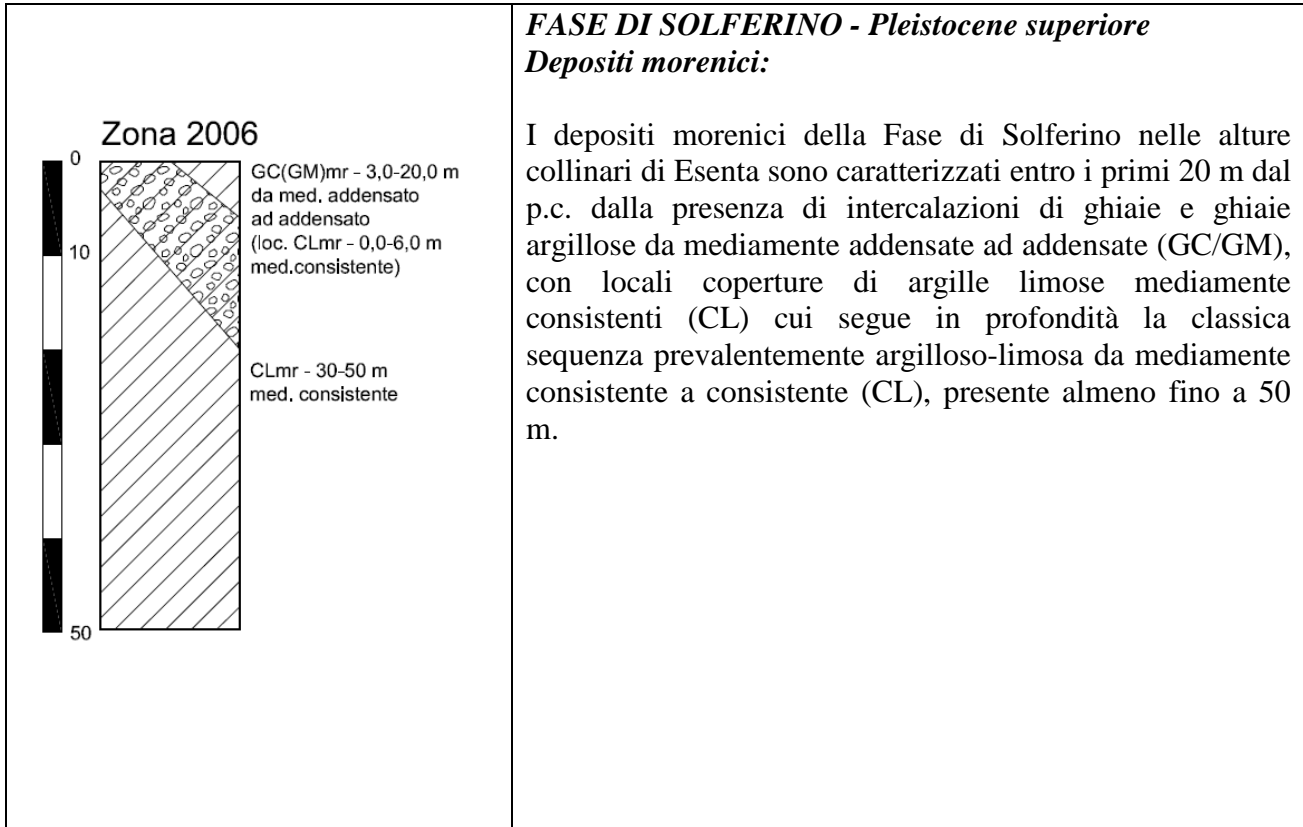 Zona 2006
0
10
50
GC(GM)mr - 3,0-20,0 m
da med. addensato
ad addensato
(loc. CLmr - 0,0-6,0 m
med.consistente)
CLmr - 30-50 m
med. consistente
FASE DI SOLFERINO - Pleistocene superiore
Depositi morenici:
I depositi morenici della Fase di Solferino nelle alture
collinari di Esenta sono caratterizzati entro i primi 20 m dal
p.c. dalla presenza di intercalazioni di ghiaie e ghiaie
argillose da mediamente addensate ad addensate (GC/GM),
con locali coperture di argille limose mediamente
consistenti (CL) cui segue in profondità la classica
sequenza prevalentemente argilloso-limosa da mediamente
consistente a consistente (CL), presente almeno fino a 50
m.